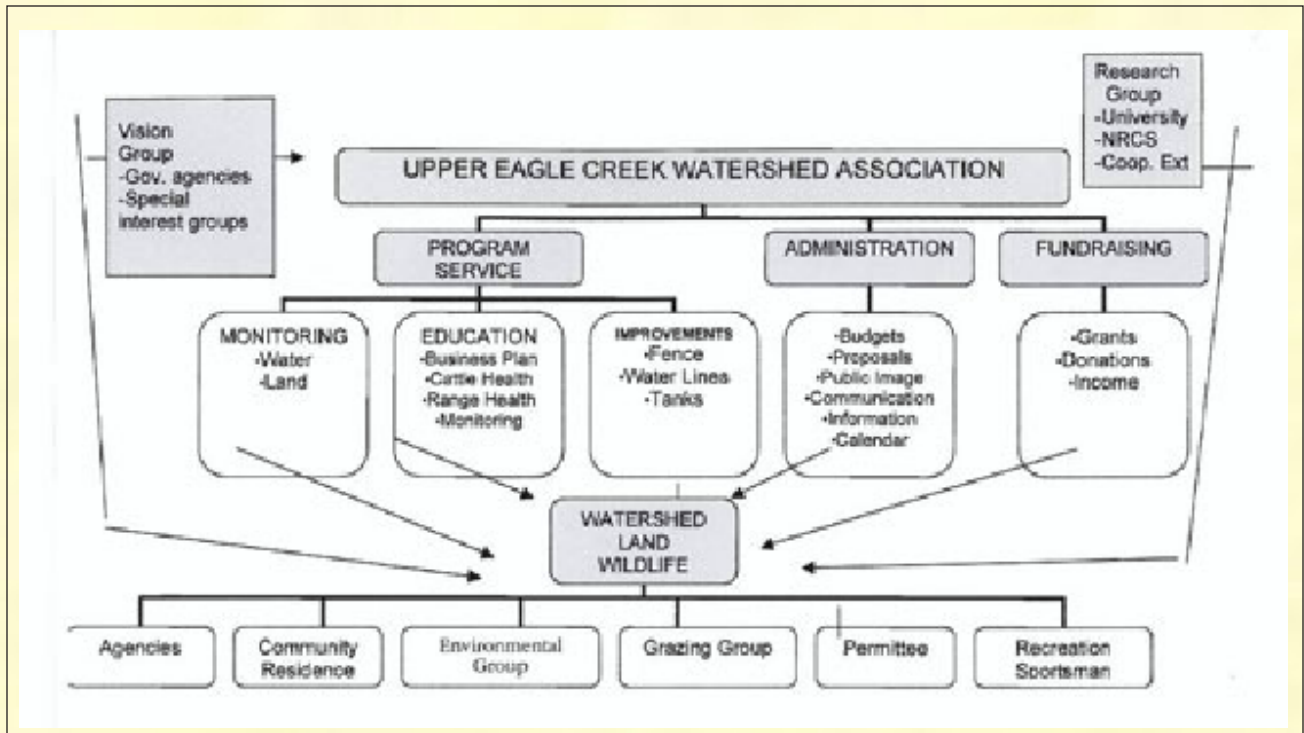 Vision
Group
-Gov. agencies
-Special
interest groups
Research
Group
-University
-NRCS
-Coop. Ext
UPPER EAGLE CREEK WATERSHED ASSOCIATION
PROGRAM
SERVICE
ADMINISTRATION
FUNDRAISING
MONITORING
-Water
-Land
EDUCATION
-Business Plan
-Cattle Health
-Range Health
-Monitoring
IMPROVEMENTS
-Fence
-Water Lines
-Tanks
-Budgets
-Proposals
-Public Image
-Communication
-Information
-Calendar
-Grants
-Donations
-Income
WATERSHED
LAND
WILDLIFE
Agencies
Community
Residence
Environmental
Group
Grazing Group
Permittee
Recreation
Sportsman